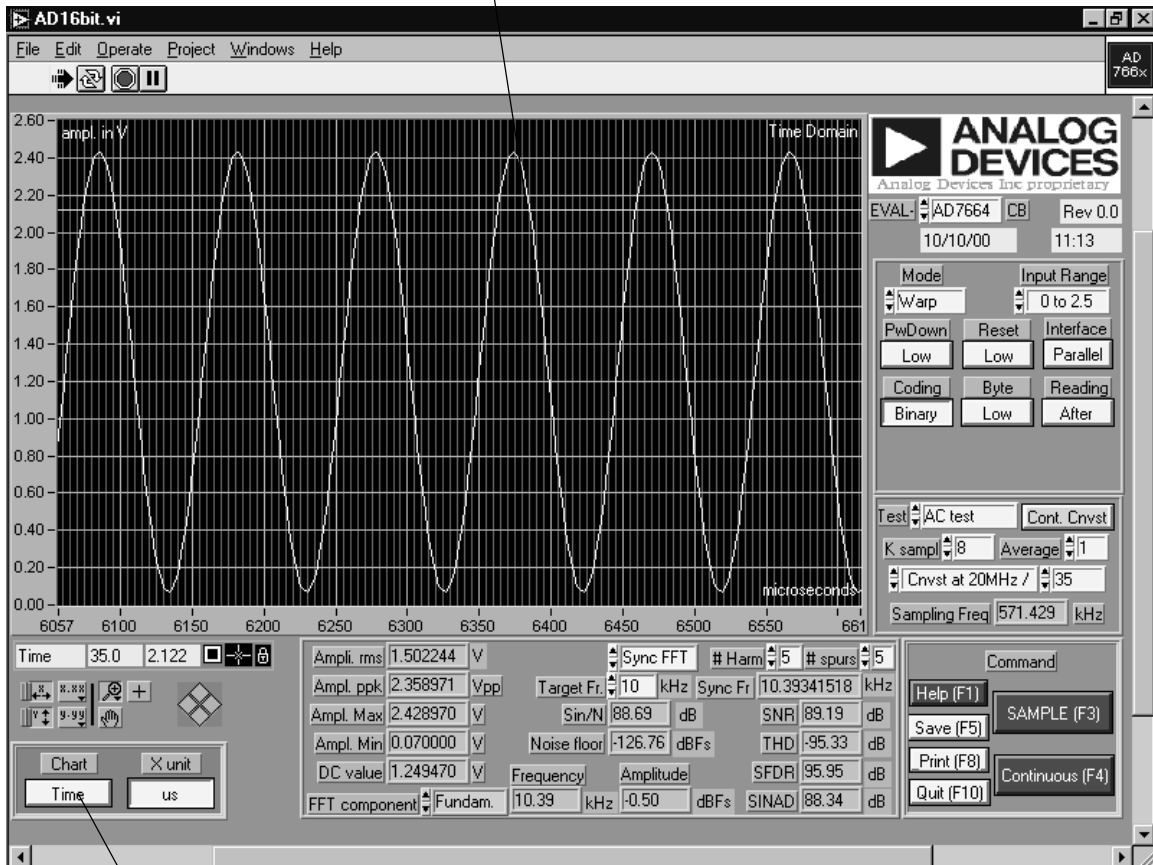 AD16bit.vi
File Edit Operate Project Windows Help
AD
766x
2.60
2.40
2.20
2.00
1.80
1.60
1.40
1.20
1.00
0.80
0.60
0.40
0.20
0.00
ampl. in V
Time Domain
microseconds
6057 6100 6150 6200 6250 6300 6350 6400 6450 6500 6550 661
ANALOG
DEVICES
Analog Devices Inc proprietary
EVAL- AD7664 CB Rev 0.0
10/10/00 11:13
Mode Input Range
Warp 0 to 2.5
PwDown Reset Interface
Low Low Parallel
Coding Byte Reading
Binary Low After
Test AC test Cont. Cnvst
K sampl 8 Average 1
Cnvst at 20MHz / 35
Sampling Freq 571.429 kHz
Time 35.0 2.122
X X.XX
Y Y.YY
Chart X unit
Time us
Ampli. rms 1.502244 V Sync FFT # Harm 5 # spurs 5
Ampl. ppk 2.358971 Vpp Target Fr. 10 kHz Sync Fr 10.39341518 kHz
Ampl. Max 2.428970 V Sin/N 88.69 dB SNR 89.19 dB
Ampl. Min 0.070000 V Noise floor -126.76 dBFs THD -95.33 dB
DC value 1.249470 V Frequency Amplitude SFDR 95.95 dB
FFT component Fundam. 10.39 kHz -0.50 dBFs SINAD 88.34 dB
Command
Help (F1)
SAMPLE (F3)
Save (F5)
Print (F8)
Continuous (F4)
Quit (F10)